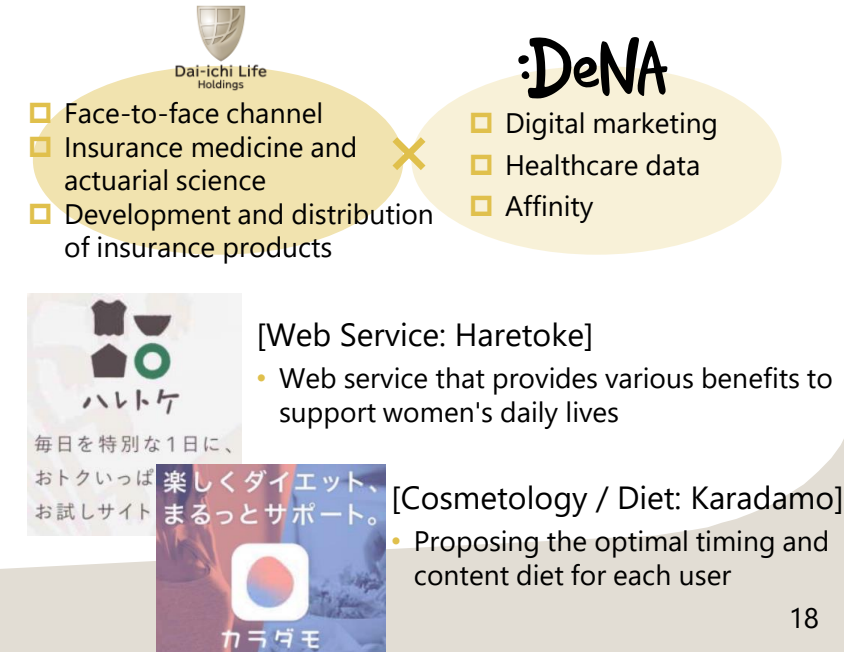 Dai-ichi Life
Holdings
Face-to-face channel
Insurance medicine and
actuarial science
Development and distribution
of insurance products
×
:DeNA
Digital marketing
Healthcare data
Affinity
ハレトケ
毎日を特別な1日に、
おトクいっぱ
お試しサイト
[Web Service: Haretoke]
• Web service that provides various benefits to
support women's daily lives
楽しくダイエット、
まるっとサポート。
カラダモ
[Cosmetology / Diet: Karadamo]
• Proposing the optimal timing and
content diet for each user
18